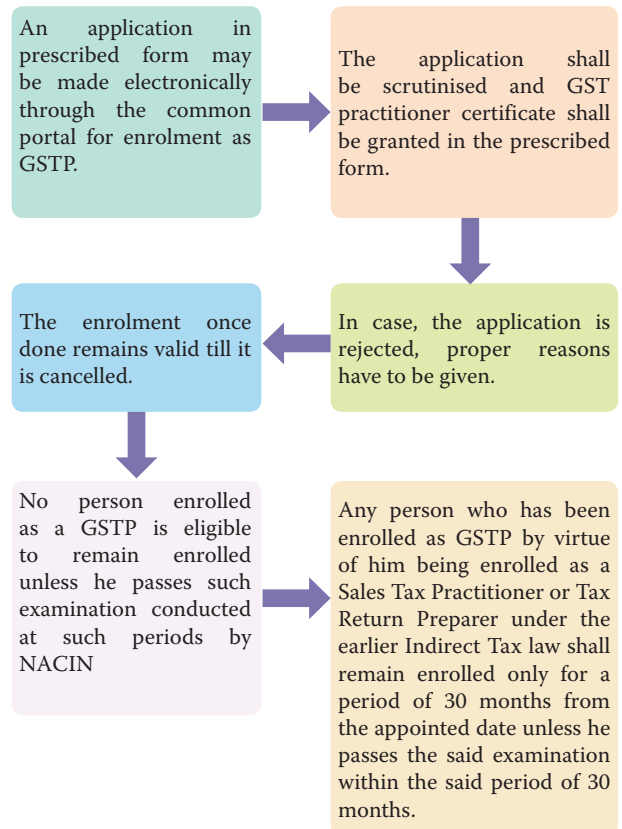 An application in
prescribed form may
be made electronically
through the common
portal for enrolment as
GSTP.
The application shall
be scrutinised and GST
practitioner certificate shall
be granted in the prescribed
form.
In case, the application is
rejected, proper reasons
have to be given.
The enrolment once
done remains valid till it
is cancelled.
No person enrolled
as a GSTP is eligible
to remain enrolled
unless he passes such
examination conducted
at such periods by
NACIN
Any person who has been
enrolled as GSTP by virtue
of him being enrolled as a
Sales Tax Practitioner or Tax
Return Preparer under the
earlier Indirect Tax law shall
remain enrolled only for a
period of 30 months from
the appointed date unless he
passes the said examination
within the said period of 30
months.